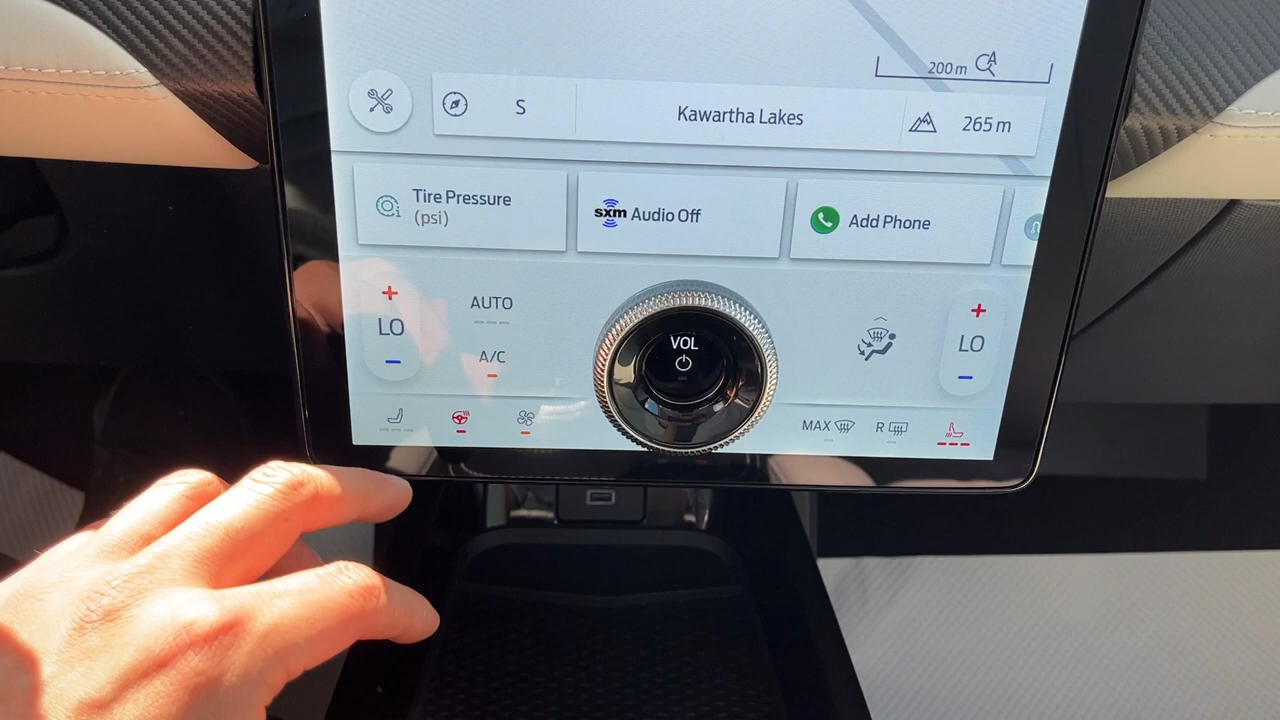 200 m
S
Kawartha Lakes
265 m
Tire Pressure
(psi)
sxm Audio Off
Add Phone
LO
AUTO
A/C
VOL
LO
MAX
R